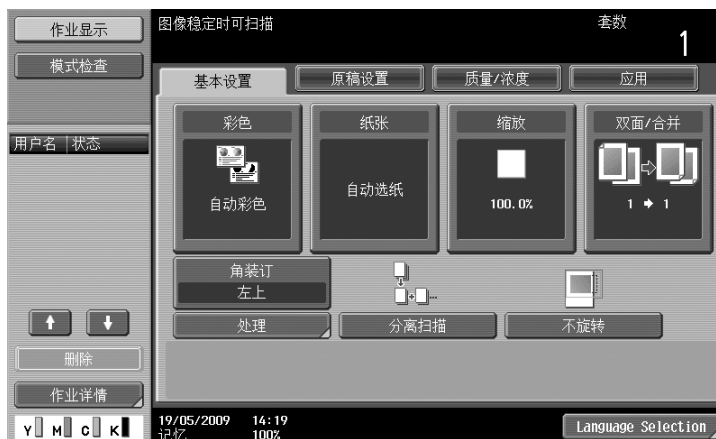 作业显示
模式检查
用户名 状态
删除
作业详情
Y M C K
图像稳定时可扫描
套数
1
基本设置 原稿设置 质量/浓度 应用
彩色
自动彩色
纸张
自动选纸
缩放
100.0%
双面/合并
1 → 1
角装订
左上
处理 分离扫描 不旋转
19/05/2009 14:19
记忆 100%
Language Selection